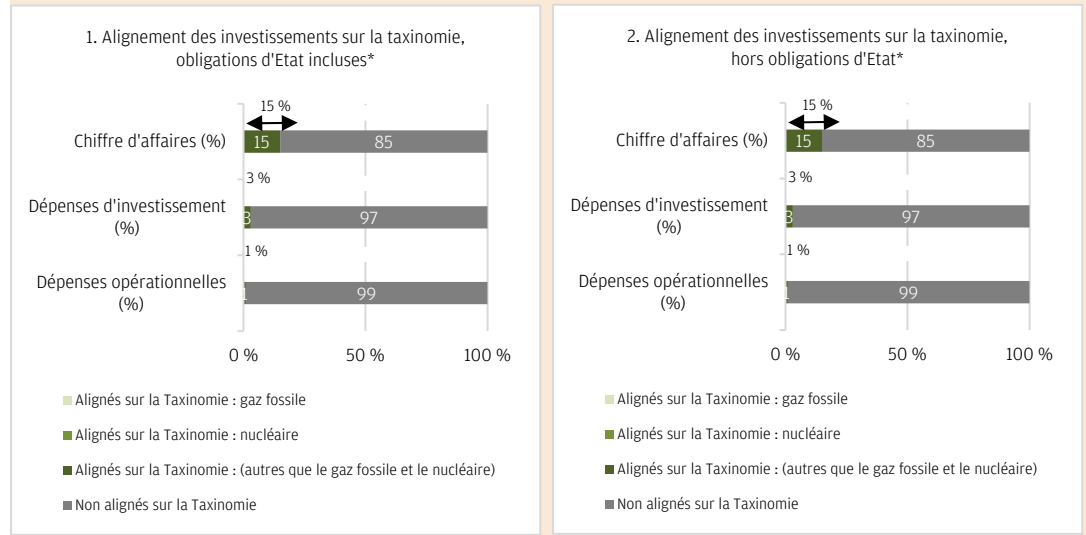 1. Alignement des investissements sur la taxinomie,
obligations d'Etat incluses*
15 %
Chiffre d'affaires (%)
15
85
3 %
Dépenses d'investissement
(%)
3
97
1 %
Dépenses opérationnelles
(%)
1
99
0 %
50 %
100 %
Alignés sur la Taxinomie : gaz fossile
Alignés sur la Taxinomie : nucléaire
Alignés sur la Taxinomie : (autres que le gaz fossile et le nucléaire)
Non alignés sur la Taxinomie
2. Alignement des investissements sur la taxinomie,
hors obligations d'Etat*
15 %
Chiffre d'affaires (%)
15
85
3 %
Dépenses d'investissement
(%)
3
97
1 %
Dépenses opérationnelles
(%)
1
99
0 %
50 %
100 %
Alignés sur la Taxinomie : gaz fossile
Alignés sur la Taxinomie : nucléaire
Alignés sur la Taxinomie : (autres que le gaz fossile et le nucléaire)
Non alignés sur la Taxinomie